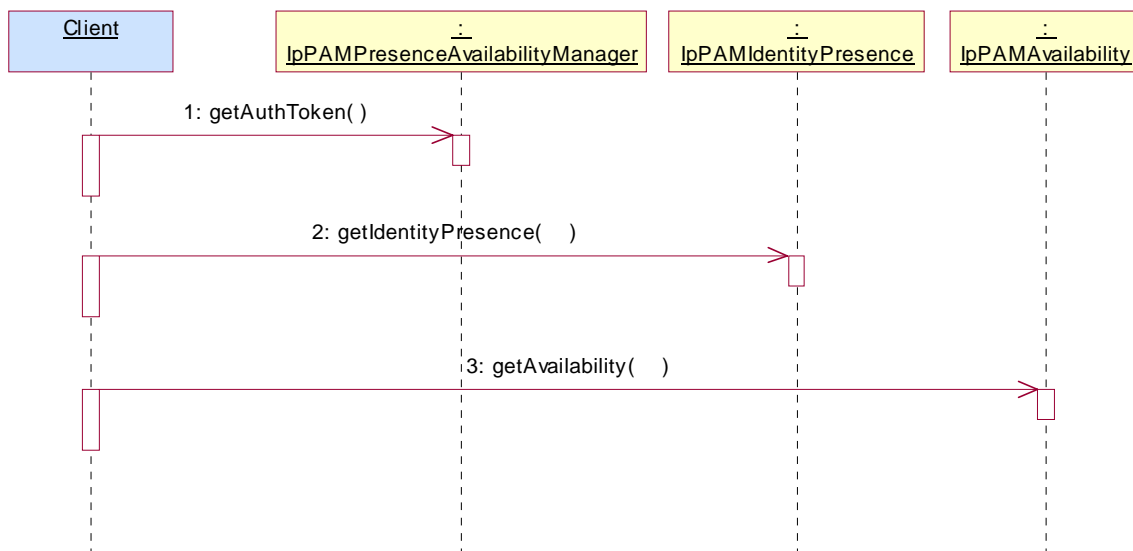 Client
:
IpPAMPresenceAvailabilityManager
:
IpPAMIdentityPresence
:
IpPAMAvailability
1: getAuthToken( )
2: getIdentityPresence(    )
3: getAvailability(    )